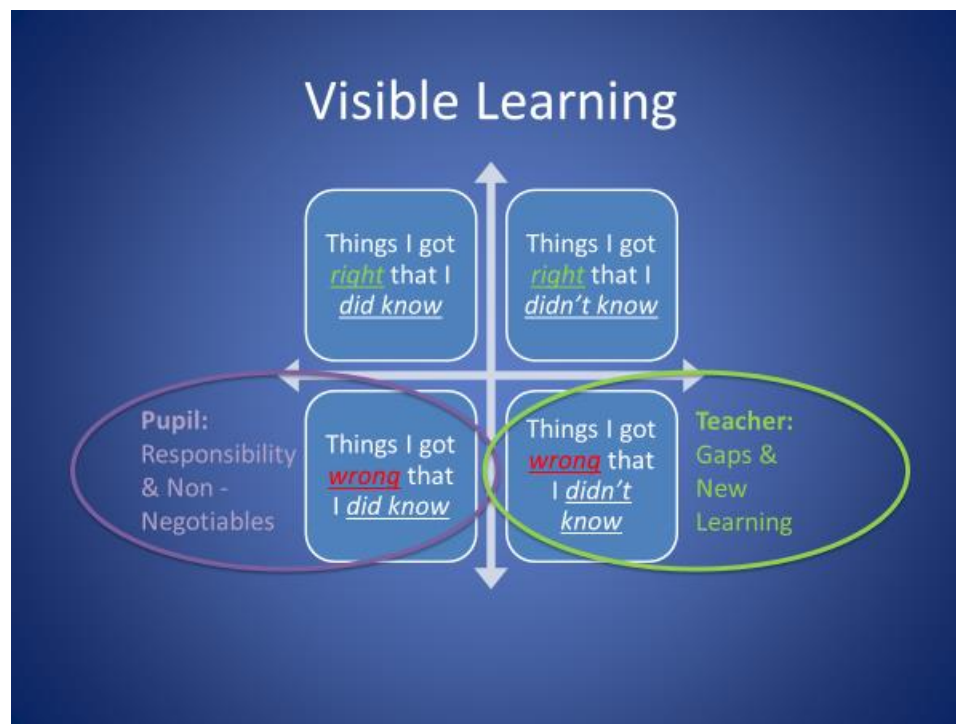 Visible Learning
Things I got
right that I
did know
Things I got
right that I
didn't know
Pupil:
Responsibility
& Non -
Negotiables
Things I got
wrong that
I did know
Things I got
wrong that
I didn't
know
Teacher:
Gaps &
New
Learning